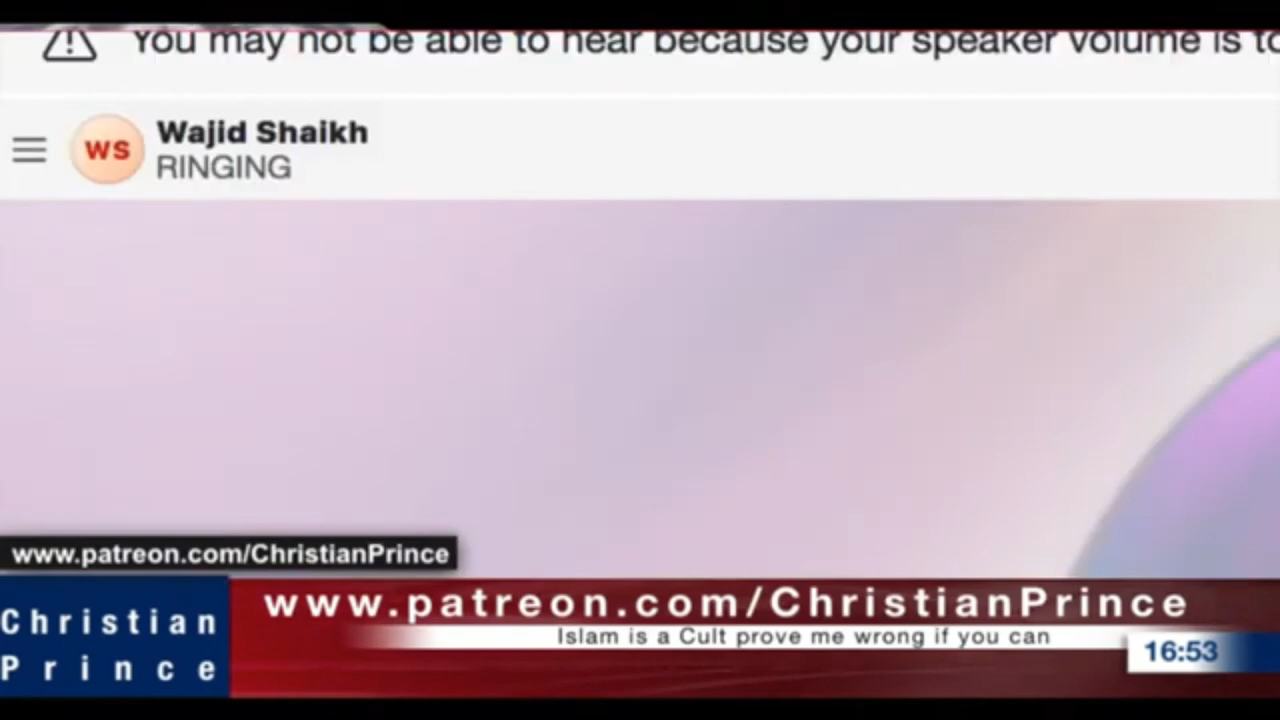 You may not be able to hear because your speaker volume is to
Wajid Shaikh
WS
RINGING
www.patreon.com/ChristianPrince
Christian
Prince
www.patreon.com/ChristianPrince
Islam is a Cult prove me wrong if you can
16:53